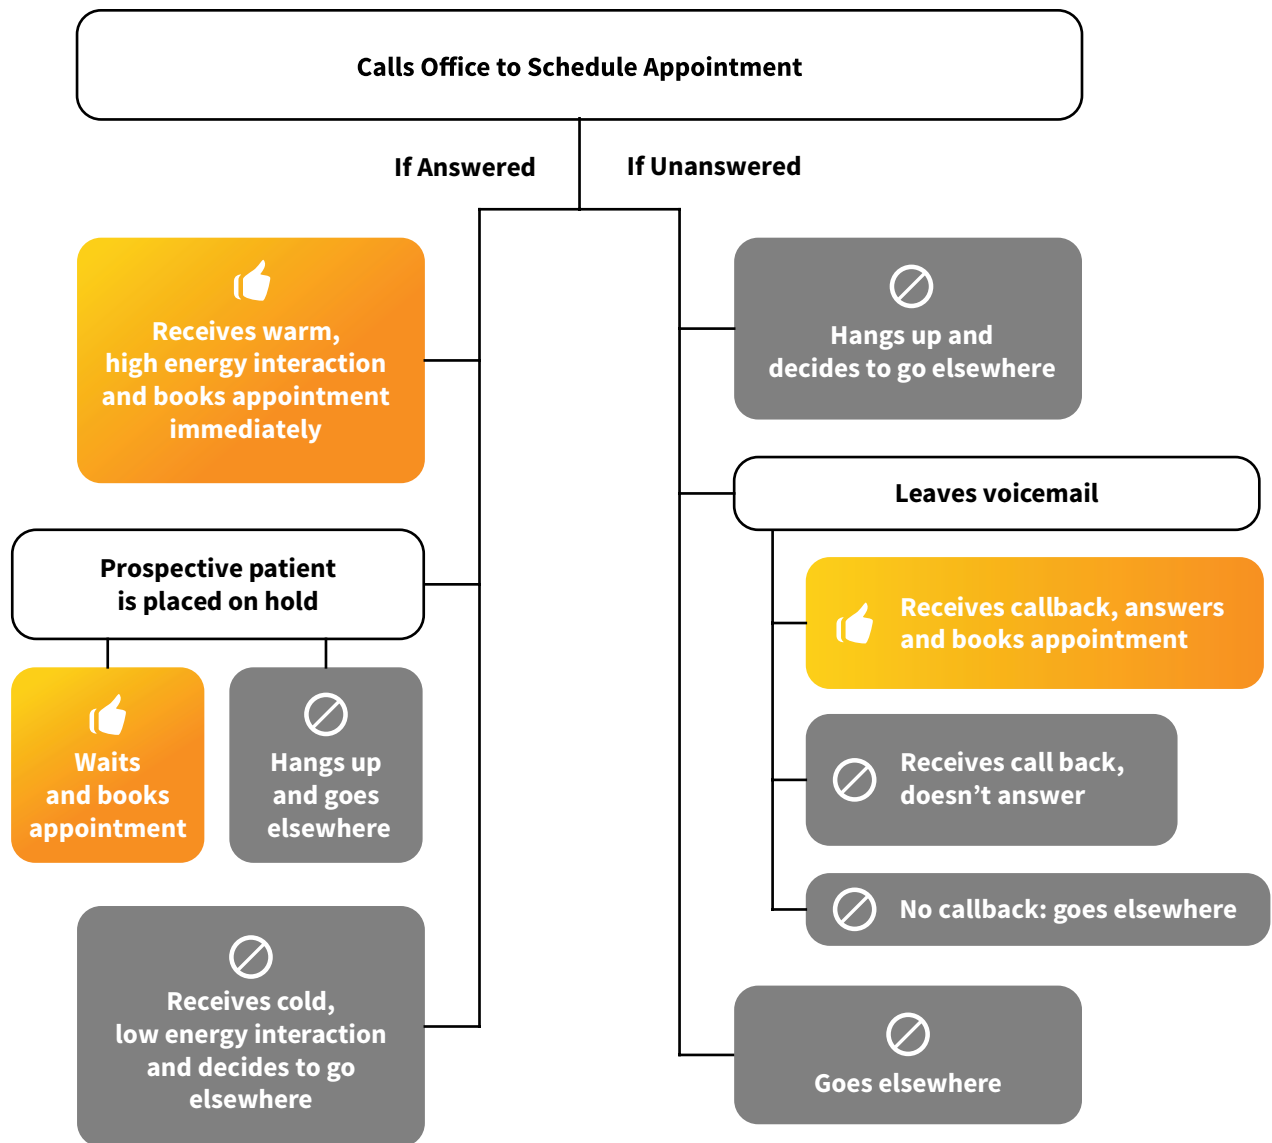 Calls Office to Schedule Appointment
If Answered
If Unanswered
Receives warm,
high energy interaction
and books appointment
immediately
Prospective patient
is placed on hold
Waits
and books
appointment
Hangs up
and goes
elsewhere
Receives cold,
low energy interaction
and decides to go
elsewhere
Hangs up and
decides to go elsewhere
Leaves voicemail
Receives callback, answers
and books appointment
Receives call back,
doesn’t answer
No callback: goes elsewhere
Goes elsewhere